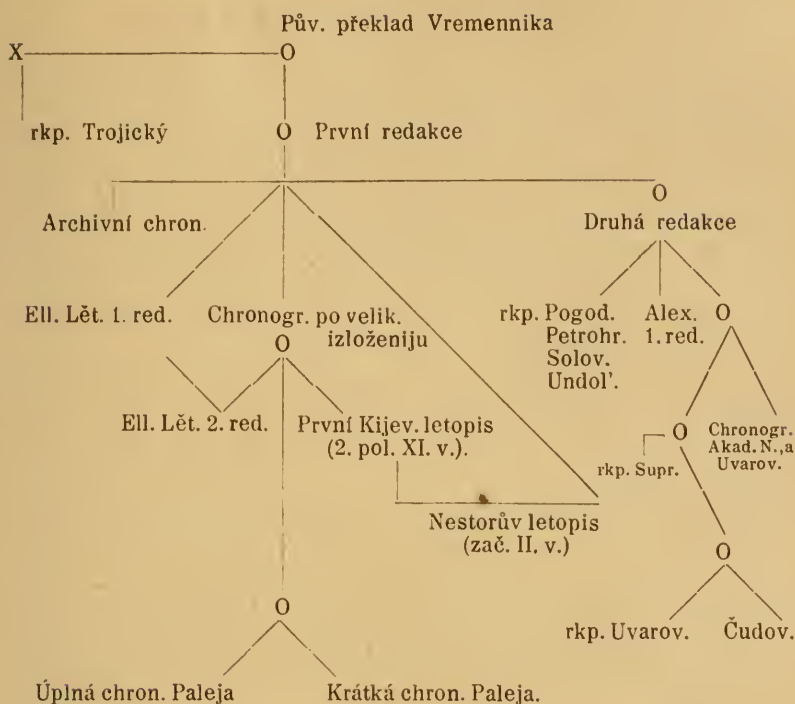 Pův. překlad Vremennika
X O
rkp. Trojický
O První redakce
O
Archivní chron.
Druhá redakce
Ell. Lět. 1. red.
Chronogr. po velik.
izloženiju
O
rkp. Pogod.
Petrohr.
Solov.
Undol'.
Alex.
1. red.
O
Ell. Lět. 2. red.
První Kijev. letopis
(2. pol. XI. v.).
O
rkp. Supr.
Chronogr.
Akad. N., a
Uvarov.
Nestorův letopis
(zač. II. v.)
O
O
rkp. Uvarov.
Čudov.
Úplná chron. Paleja
Krátká chron. Paleja.